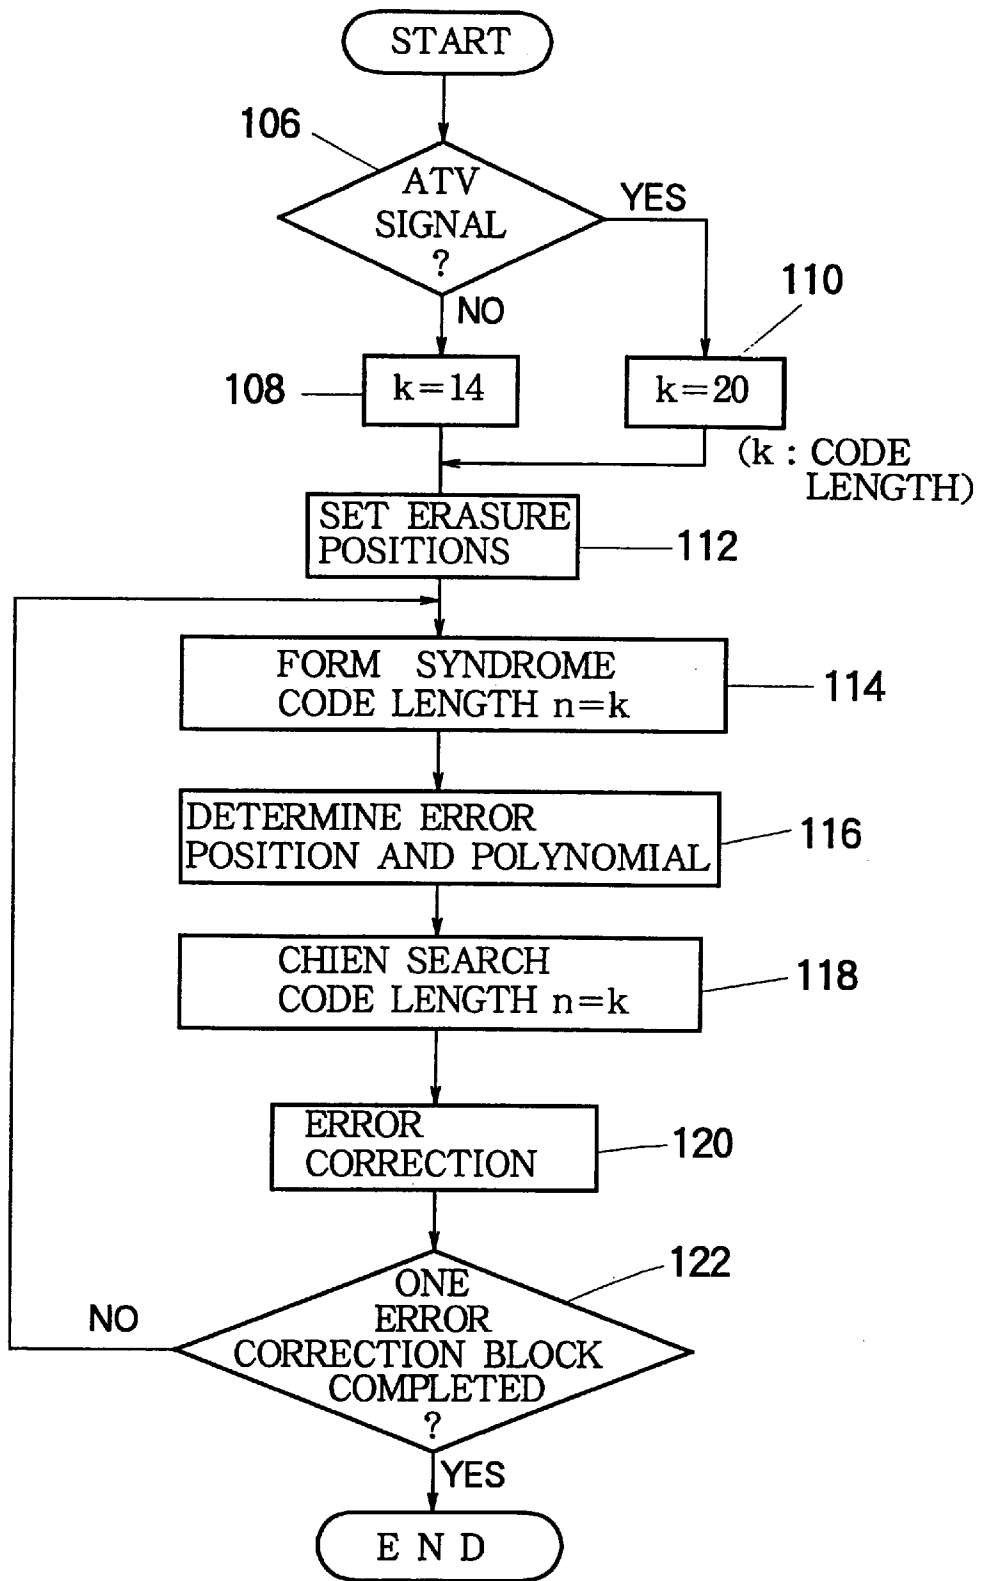 START
106
ATV
SIGNAL
?
YES
NO
110
108
k=14
k=20
(k : CODE
LENGTH)
SET ERASURE
POSITIONS
112
FORM SYNDROME
CODE LENGTH n=k
114
DETERMINE ERROR
POSITION AND POLYNOMIAL
116
CHIEN SEARCH
CODE LENGTH n=k
118
ERROR
CORRECTION
120
122
ONE
ERROR
CORRECTION BLOCK
COMPLETED
?
NO
YES
END